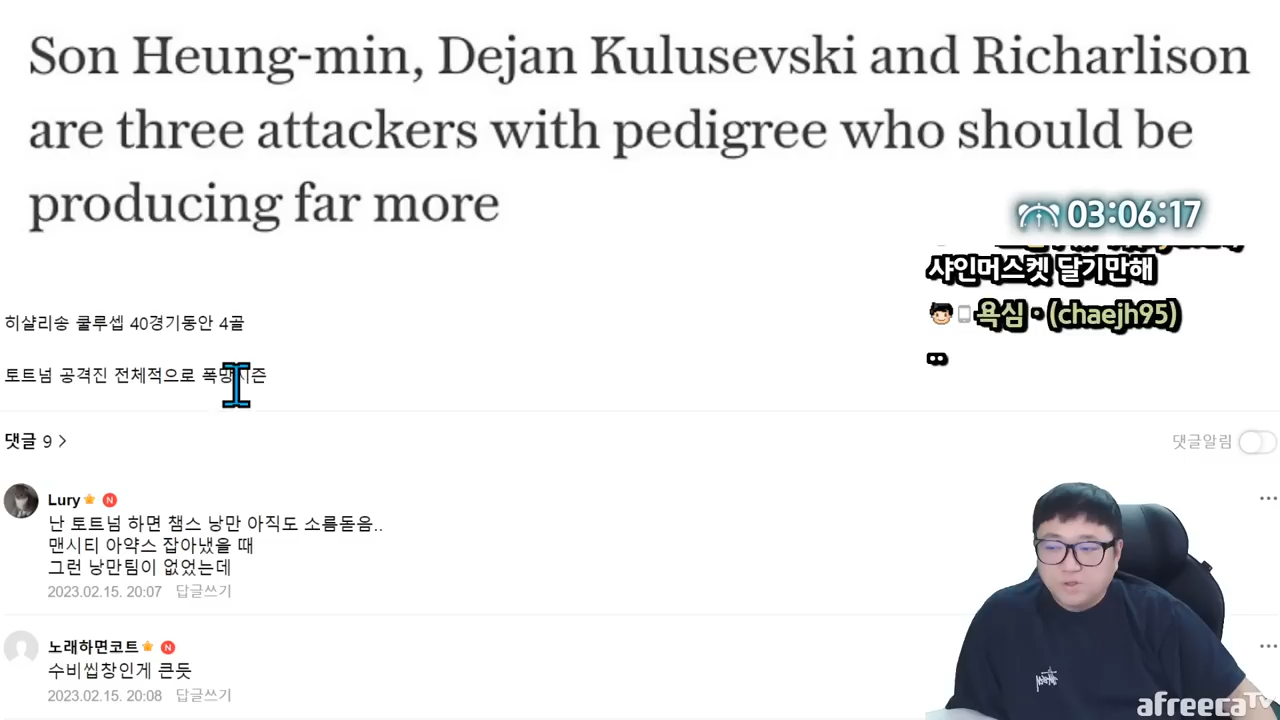 Son Heung-min, Dejan Kulusevski and Richarlison
are three attackers with pedigree who should be
producing far more
03:06:17
샤인머스켓 달기만해
욕심 · (chaejh95)
히샬리송 쿨루셉 40경기동안 4골
토트넘 공격진 전체적으로 폭망시즌
댓글 9 >
댓글알림
Lury N
난 토트넘 하면 챔스 낭만 아직도 소름돋음..
맨시티 아약스 잡아냈을 때
그런 낭만팀이 없었는데
2023.02.15. 20:07 답글쓰기
노래하면코트 N
수비씹창인게 큰듯
2023.02.15. 20:08 답글쓰기
afreecaTV